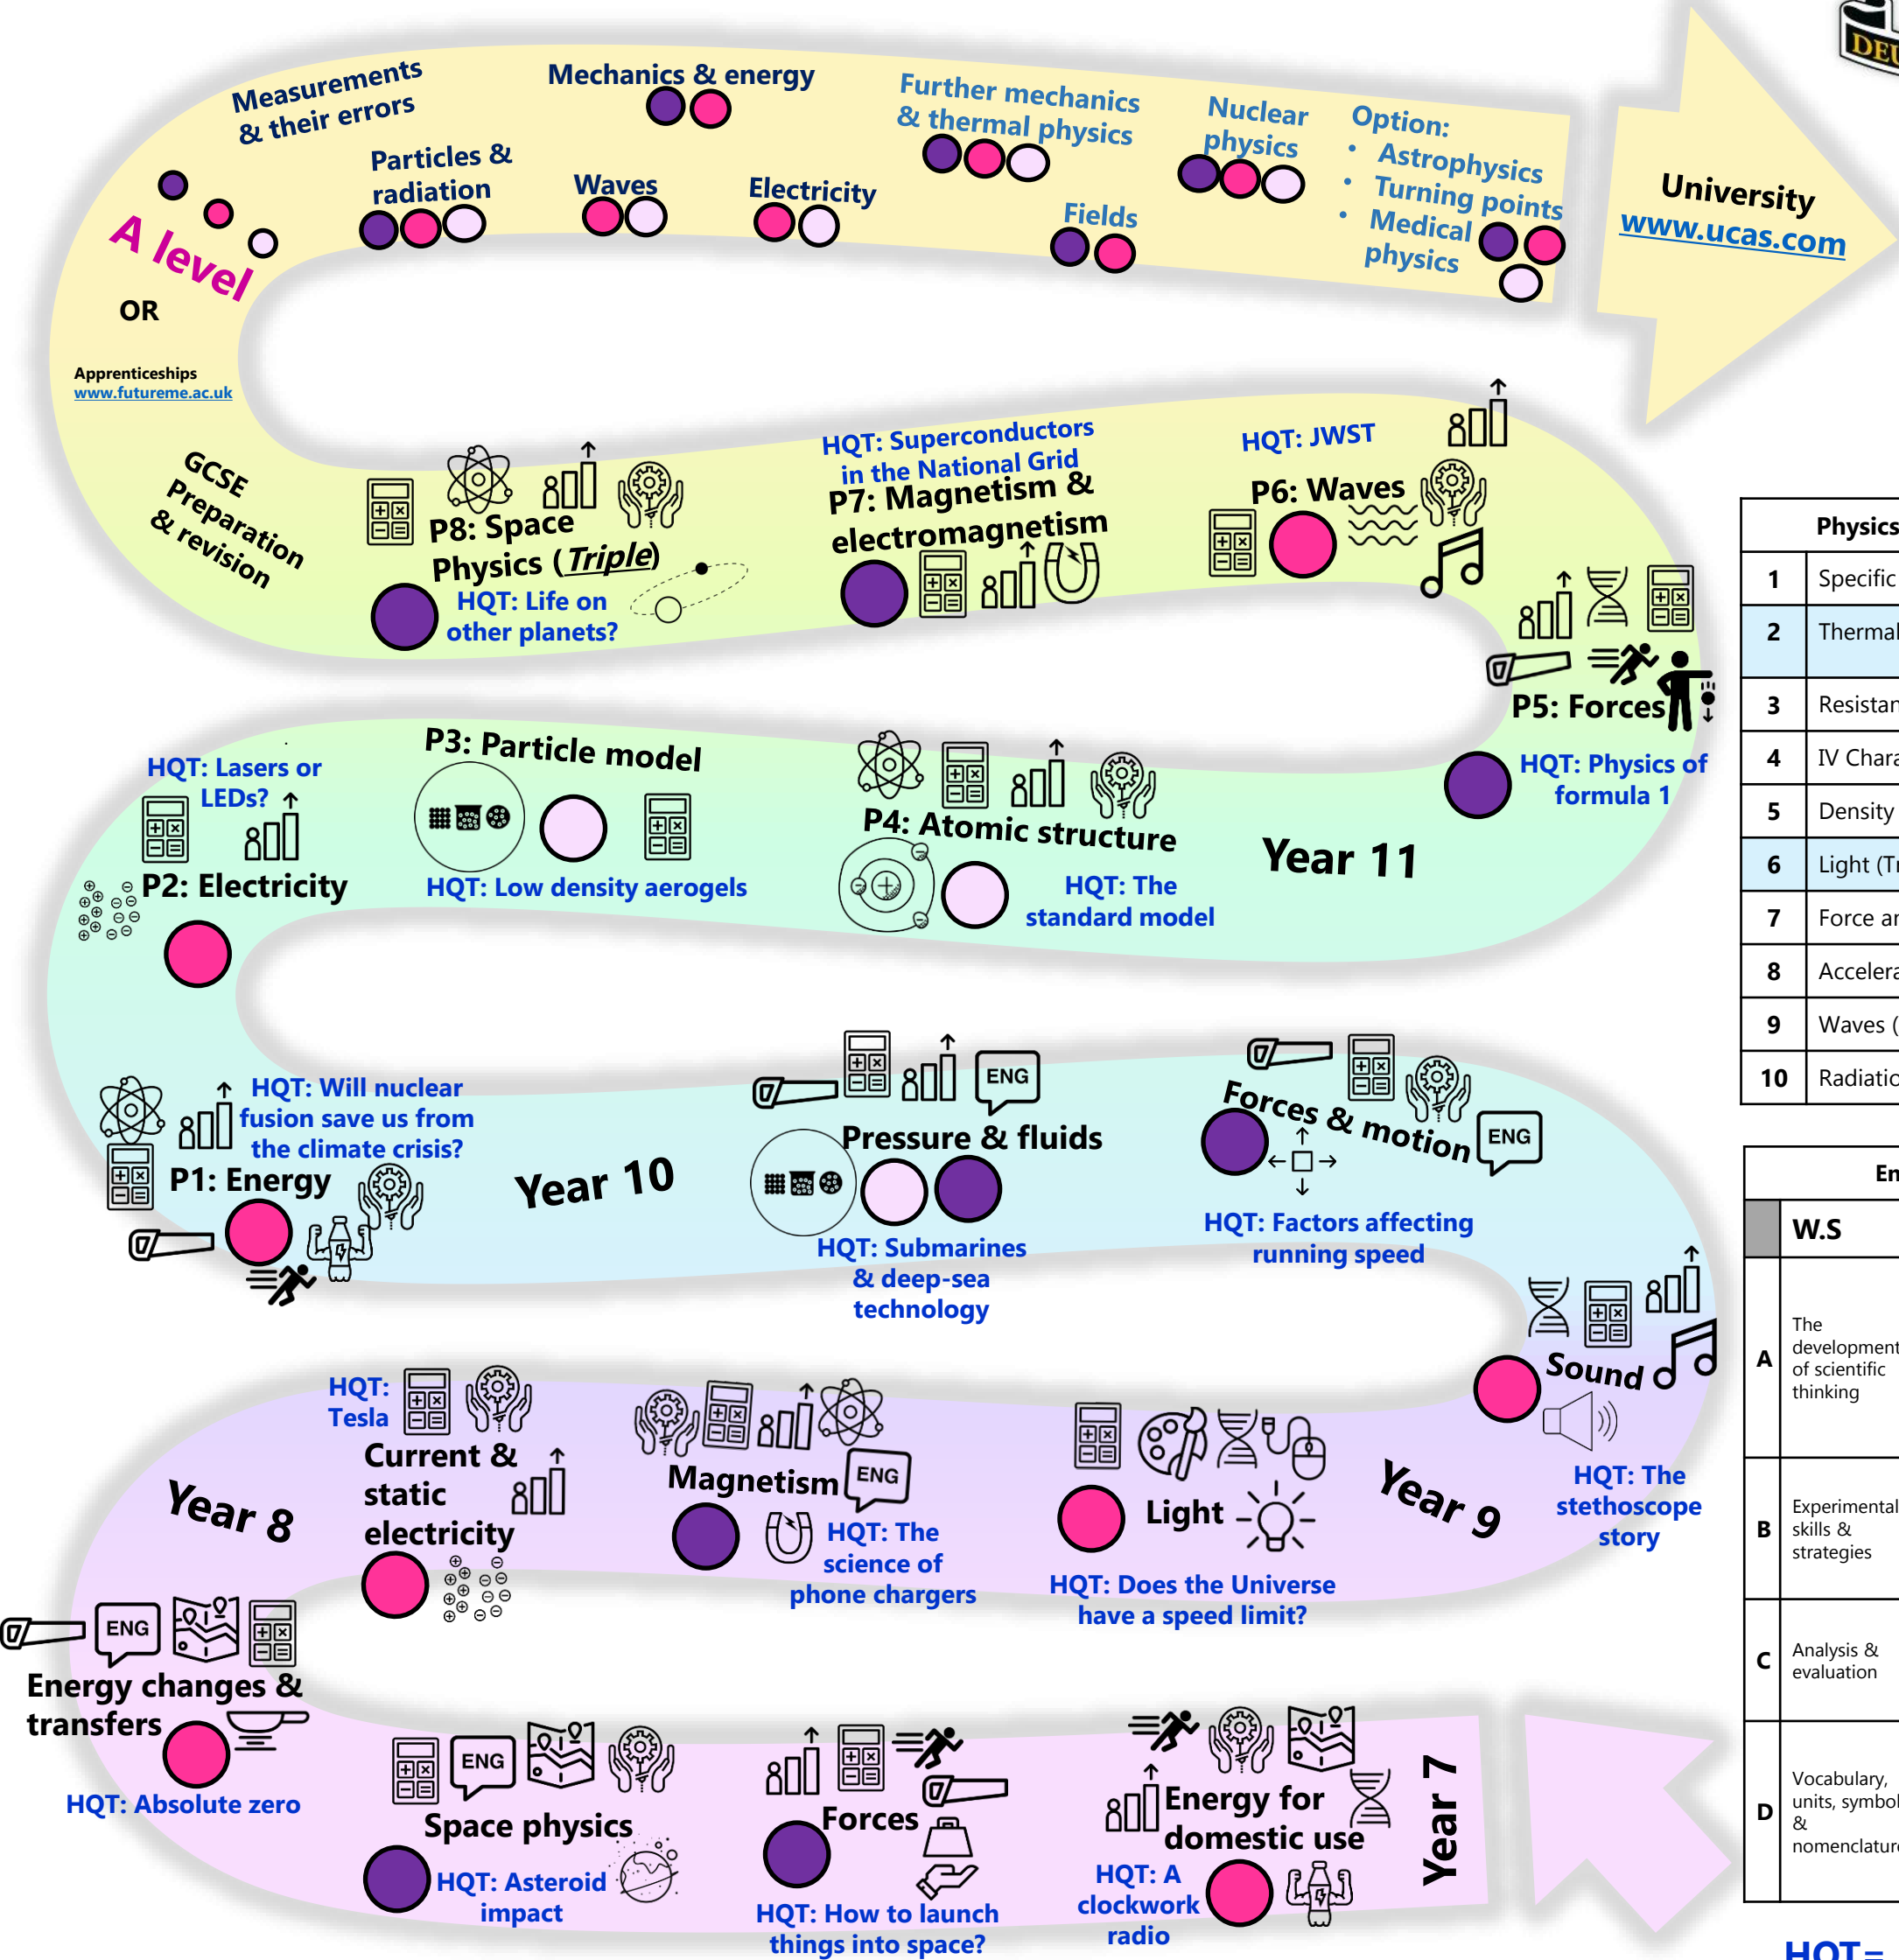 DEU
Measurements
& their errors
Mechanics & energy
Further mechanics
& thermal physics
Nuclear
physics
Option:
• Astrophysics
• Turning points
• Medical
physics
University
www.ucas.com
Particles &
radiation
Waves
Electricity
Fields
A level
OR
Apprenticeships
www.futureme.ac.uk
GCSE
Preparation
& revision
P8: Space
Physics (Triple)
HQT: Life on
other planets?
HQT: Superconductors
in the National Grid
P7: Magnetism &
electromagnetism
HQT: JWST
P6: Waves
P5: Forces
HQT: Physics of
formula 1
HQT: Lasers or
LEDs?
P2: Electricity
P3: Particle model
HQT: Low density aerogels
P4: Atomic structure
HQT: The
standard model
Year 11
HQT: Will nuclear
fusion save us from
the climate crisis?
P1: Energy
Year 10
ENG
Pressure & fluids
HQT: Submarines
& deep-sea
technology
Forces & motion
ENG
HQT: Factors affecting
running speed
Sound
HQT: The
stethoscope
story
Year 9
HQT:
Tesla
Current &
static
electricity
Year 8
Magnetism
ENG
HQT: The
science of
phone chargers
Light
HQT: Does the Universe
have a speed limit?
ENG
Energy changes &
transfers
HQT: Absolute zero
ENG
Space physics
HQT: Asteroid
impact
Forces
HQT: How to launch
things into space?
Energy for
domestic use
HQT: A
clockwork
radio
Year 7
Physics
1 Specific
2 Thermal
3 Resistan
4 IV Chara
5 Density
6 Light (Tr
7 Force an
8 Accelera
9 Waves (
10 Radiatio
En
W.S
A
The
development
of scientific
thinking
B
Experimental
skills &
strategies
C
Analysis &
evaluation
D
Vocabulary,
units, symbol
&
nomenclature
HQT=